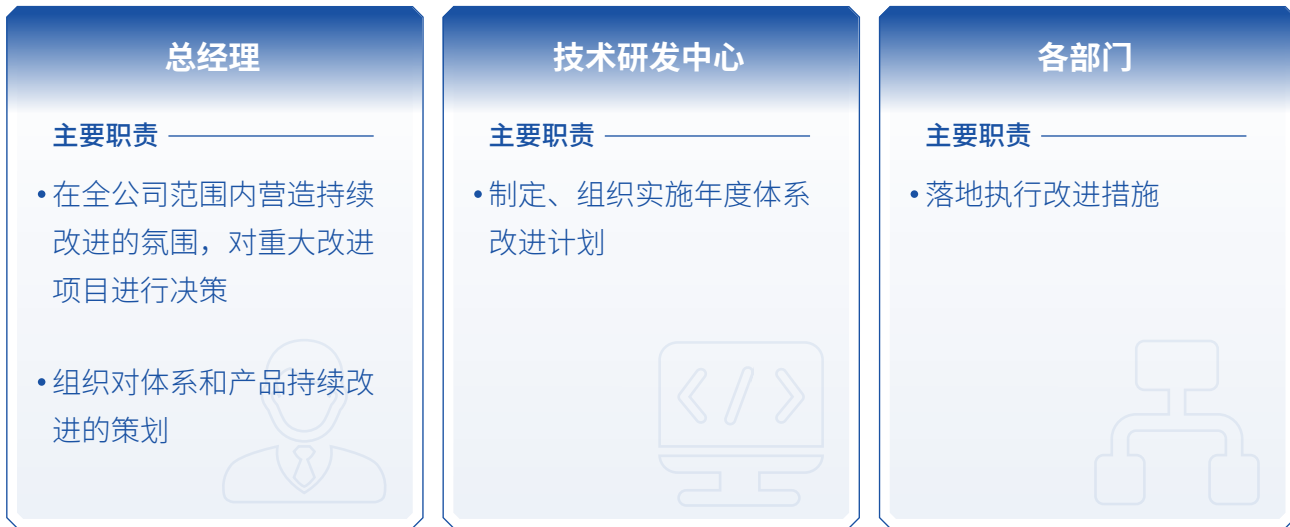 总经理
主要职责
•在全公司范围内营造持续
改进的氛围，对重大改进
项目进行决策
•组织对体系和产品持续改
进的策划
技术研发中心
主要职责
•制定、组织实施年度体系
改进计划
各部门
主要职责
•落地执行改进措施